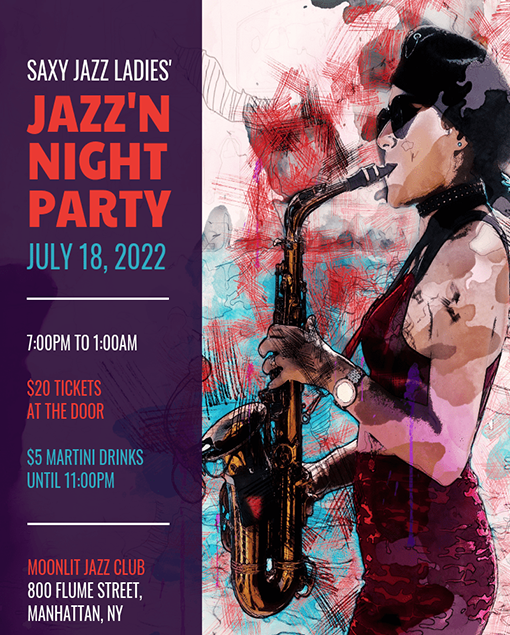 SAXY JAZZ LADIES'
JAZZ'N
NIGHT
PARTY
JULY 18, 2022
7:00PM TO 1:00AM
$20 TICKETS
AT THE DOOR
$5 MARTINI DRINKS
UNTIL 11:00PM
MOONLIT JAZZ CLUB
800 FLUME STREET,
MANHATTAN, NY